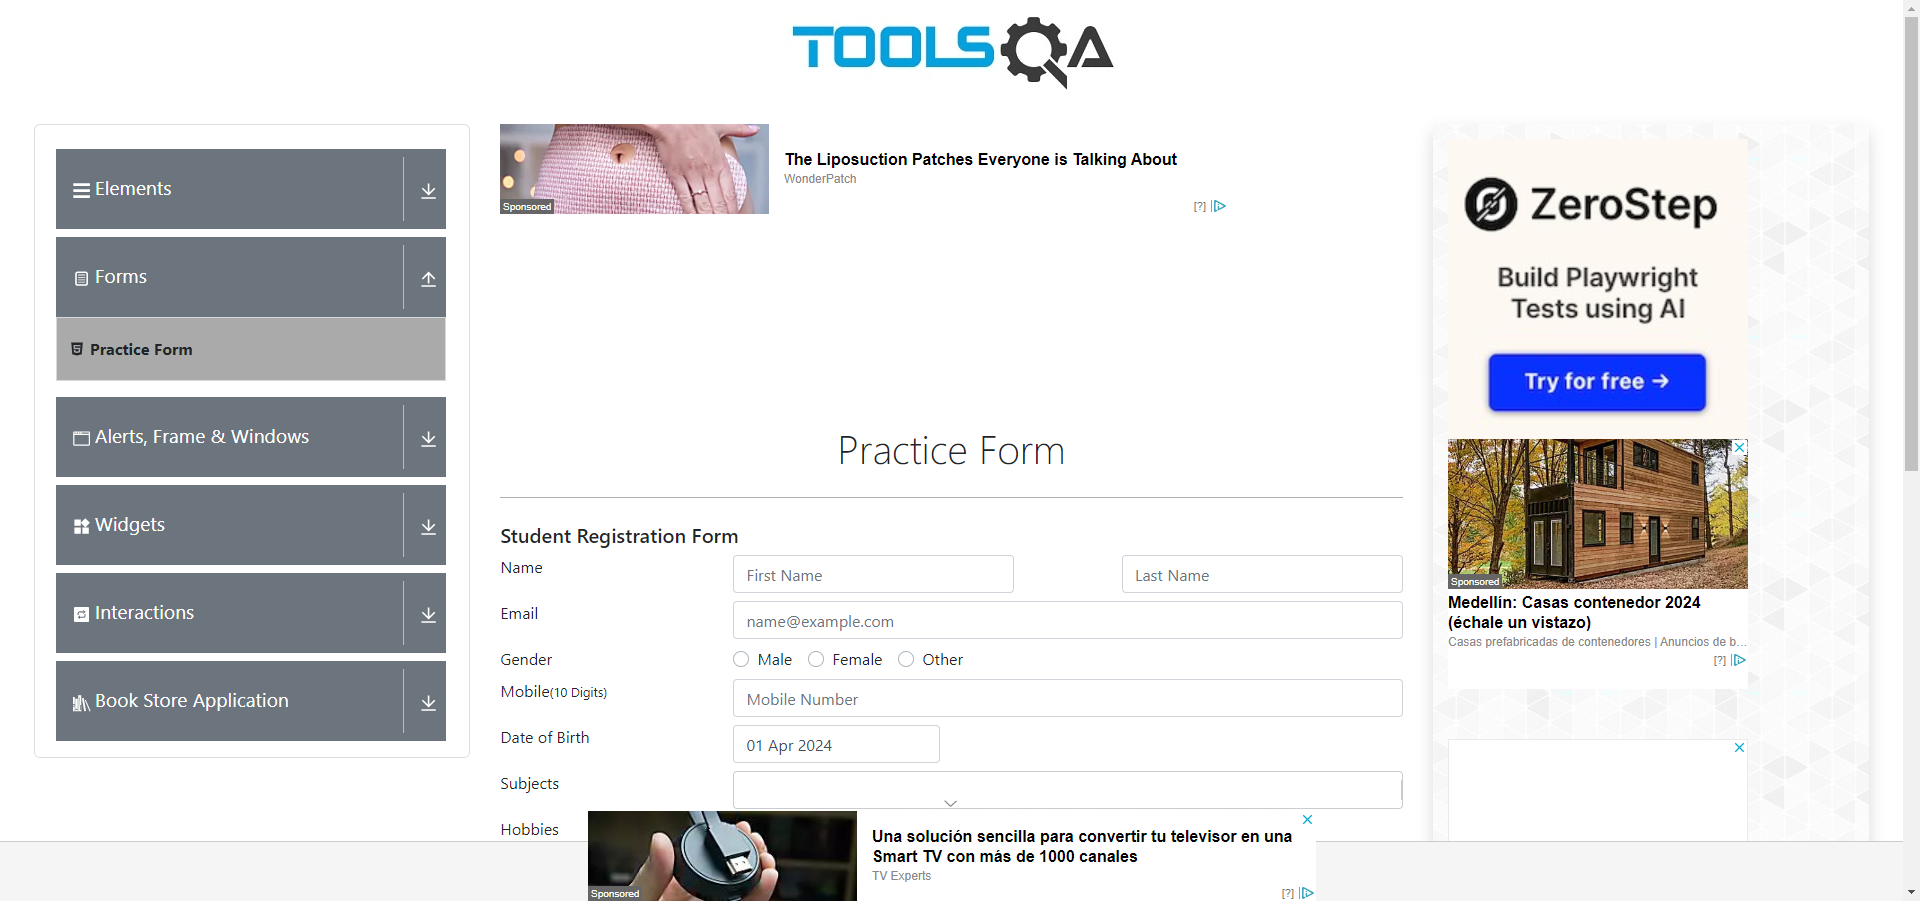 TOOLSQA
Elements
Forms
Practice Form
Alerts, Frame & Windows
Widgets
Interactions
Book Store Application
Sponsored
The Liposuction Patches Everyone is Talking About
WonderPatch
[?]
Practice Form
Student Registration Form
Name
First Name
Last Name
Email
name@example.com
Gender
Male
Female
Other
Mobile(10 Digits)
Mobile Number
Date of Birth
01 Apr 2024
Subjects
Hobbies
Sponsored
Una solución sencilla para convertir tu televisor en una
Smart TV con más de 1000 canales
TV Experts
[?]
ZeroStep
Build Playwright
Tests using AI
Try for free →
Sponsored
Medellín: Casas contenedor 2024
(échale un vistazo)
Casas prefabricadas de contenedores | Anuncios de b...
[?]